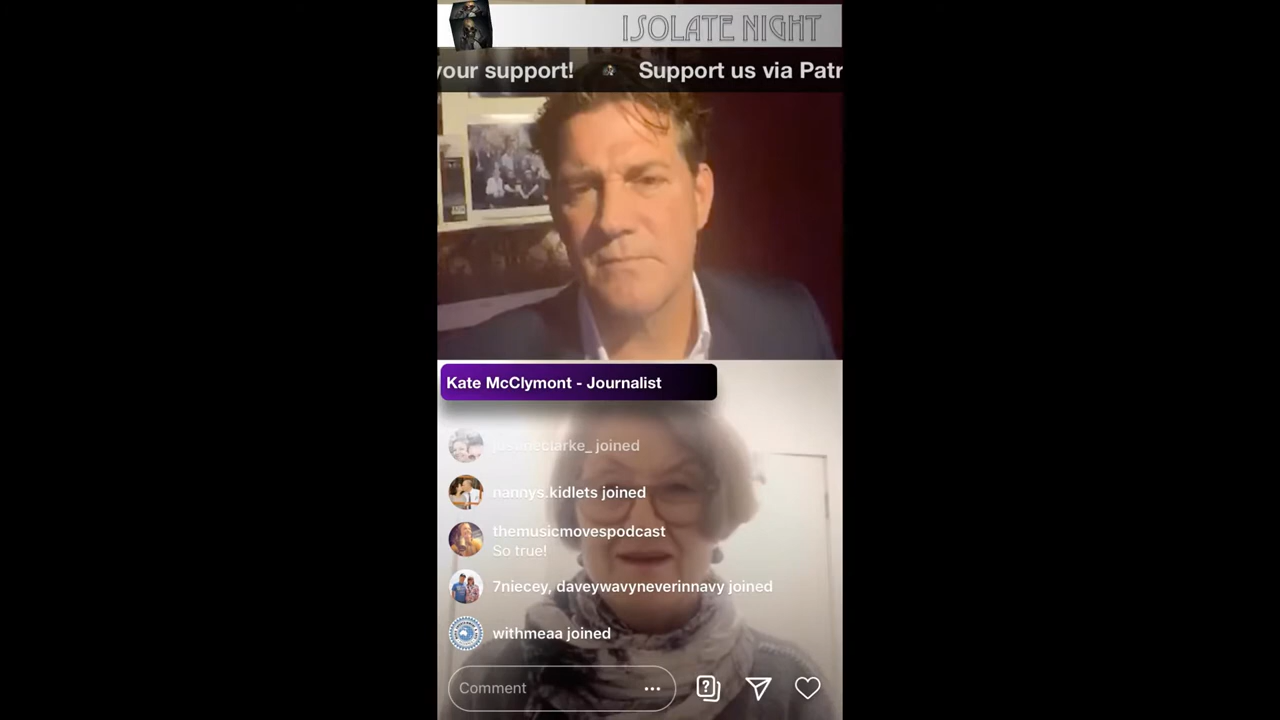 ISOLATE NIGHT
your support! Support us via Patr
Kate McClymont - Journalist
joined
nannys.kidlets joined
themusicmovespodcast
So true!
7niecey, daveywavyneverinnavy joined
withmeaa joined
Comment